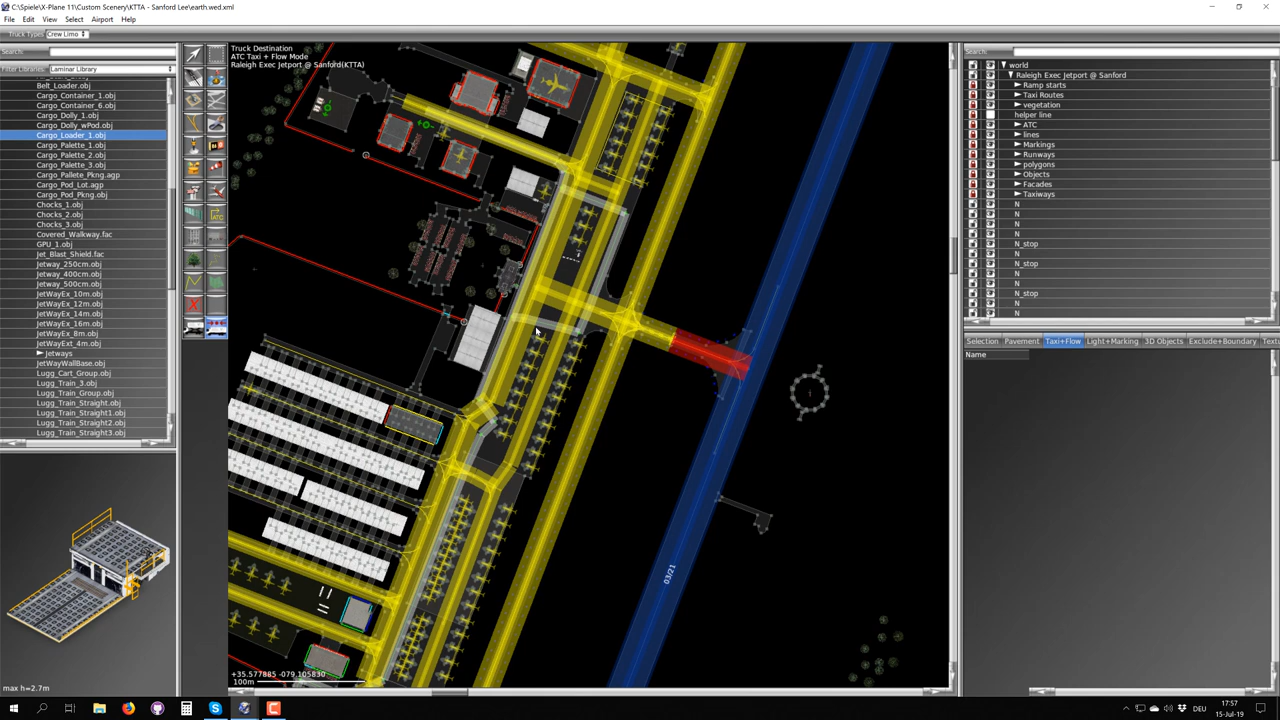 C:\Spiele\X-Plane 11\Custom Scenery\KTTA - Sanford Lee\earth.wed.xml
File Edit View Select Airport Help
Truck Types: Crew Limo
Search:
Filter Libraries: Laminar Library
Belt_Loader.obj
Cargo_Container_1.obj
Cargo_Container_6.obj
Cargo_Dolly_1.obj
Cargo_Dolly_wPod.obj
Cargo_Loader_1.obj
Cargo_Palette_1.obj
Cargo_Palette_2.obj
Cargo_Palette_3.obj
Cargo_Pallete_Pkng.agp
Cargo_Pod_Lot.agp
Cargo_Pod_Pkng.obj
Chocks_1.obj
Chocks_2.obj
Chocks_3.obj
Covered_Walkway.fac
GPU_1.obj
Jet_Blast_Shield.fac
Jetway_250cm.obj
Jetway_400cm.obj
Jetway_500cm.obj
JetWayEx_10m.obj
JetWayEx_12m.obj
JetWayEx_14m.obj
JetWayEx_16m.obj
JetWayEx_8m.obj
JetwayExt_4m.obj
Jetways
JetWayWallBase.obj
Lugg_Cart_Group.obj
Lugg_Train_3.obj
Lugg_Train_Group.obj
Lugg_Train_Straight.obj
Lugg_Train_Straight1.obj
Lugg_Train_Straight2.obj
Lugg_Train_Straight3.obj
max h=2.7m
ATC
Truck Destination
ATC Taxi + Flow Mode
Raleigh Exec Jetport @ Sanford(KTTA)
03/21
+35.577885 -079.105830
100m
Search:
world
Raleigh Exec Jetport @ Sanford
Ramp starts
Taxi Routes
vegetation
helper line
ATC
lines
Markings
Runways
polygons
Objects
Facades
Taxiways
N
N
N
N
N_stop
N
N_stop
N
N
N_stop
N
N
Selection Pavement Taxi+Flow Light+Marking 3D Objects Exclude+Boundary Textu
Name
DEU
17:57
15-Jul-19